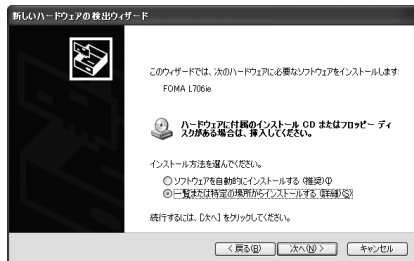 新しいハードウェアの検出ウィザード
このウィザードでは、次のハードウェアに必要なソフトウェアをインストールします:
FOMA L706ie
ハードウェアに付属のインストール CD またはフロッピー ディ
スクがある場合は、挿入してください。
インストール方法を選んでください。
ソフトウェアを自動的にインストールする (推奨)(I)
一覧または特定の場所からインストールする (詳細)(S)
続行するには、[次へ] をクリックしてください。
< 戻る(B)
次へ(N) >
キャンセル